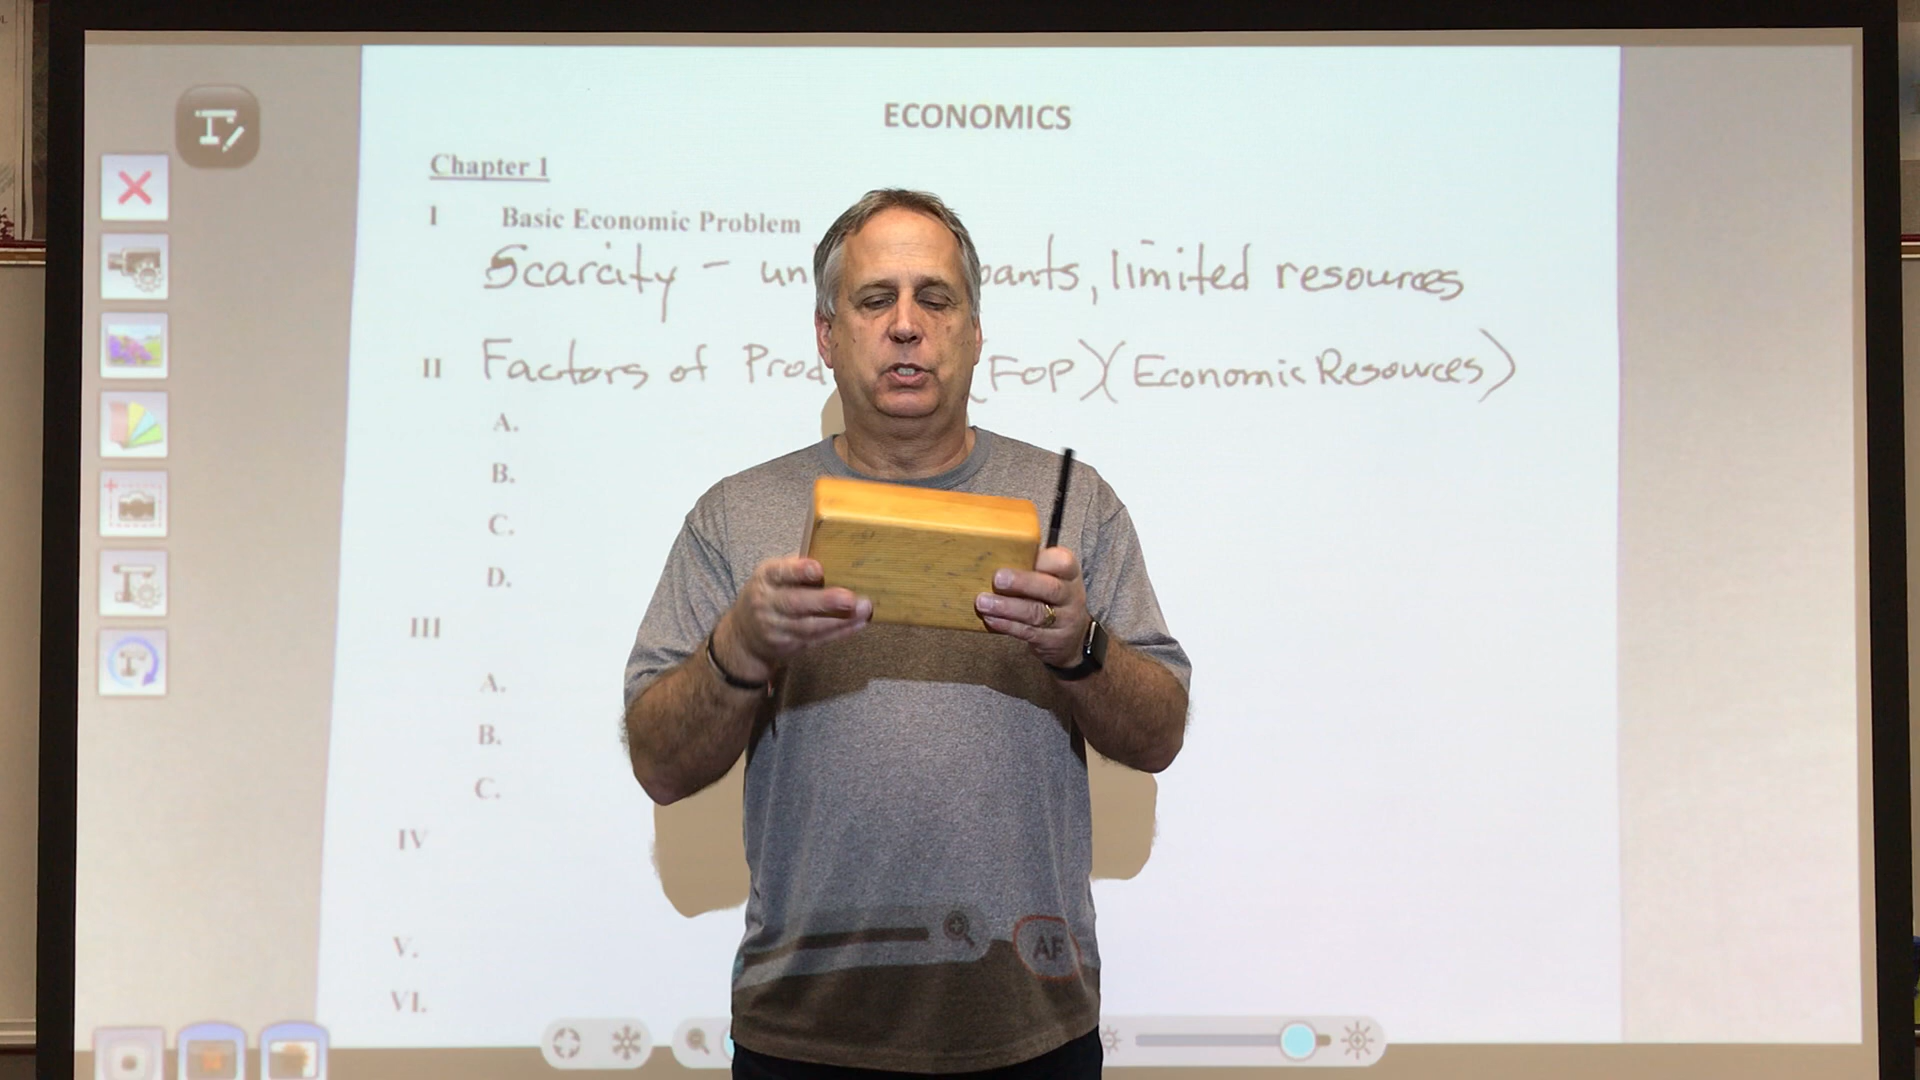 ECONOMICS
Chapter 1
I Basic Economic Problem
Scarcity - un ants, limited resources
II Factors of Prod (FOP)(Economic Resources)
A.
B.
C.
D.
III
A.
B.
C.
IV
AF
V.
VI.